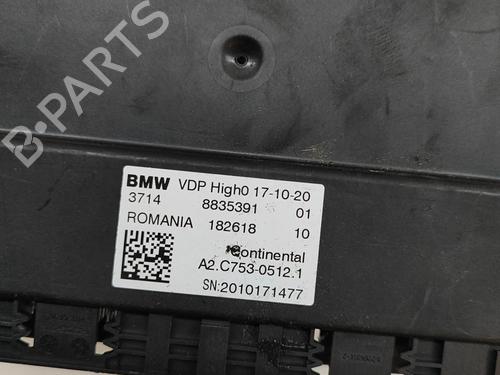 BMW VDP High0 17-10-20
3714 8835391 01
ROMANIA 182618 10
Continental
A2.C753-0512.1
SN:2010171477
B-PARTS